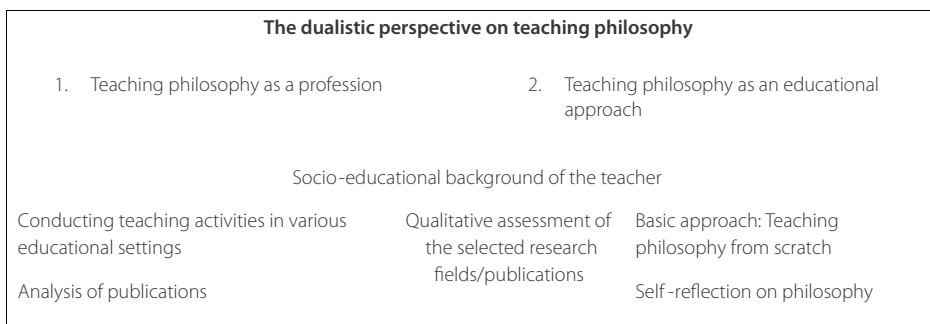 The dualistic perspective on teaching philosophy
1. Teaching philosophy as a profession
2. Teaching philosophy as an educational
approach
Socio-educational background of the teacher
Conducting teaching activities in various
educational settings
Analysis of publications
Qualitative assessment of
the selected research
fields/publications
Basic approach: Teaching
philosophy from scratch
Self-reflection on philosophy